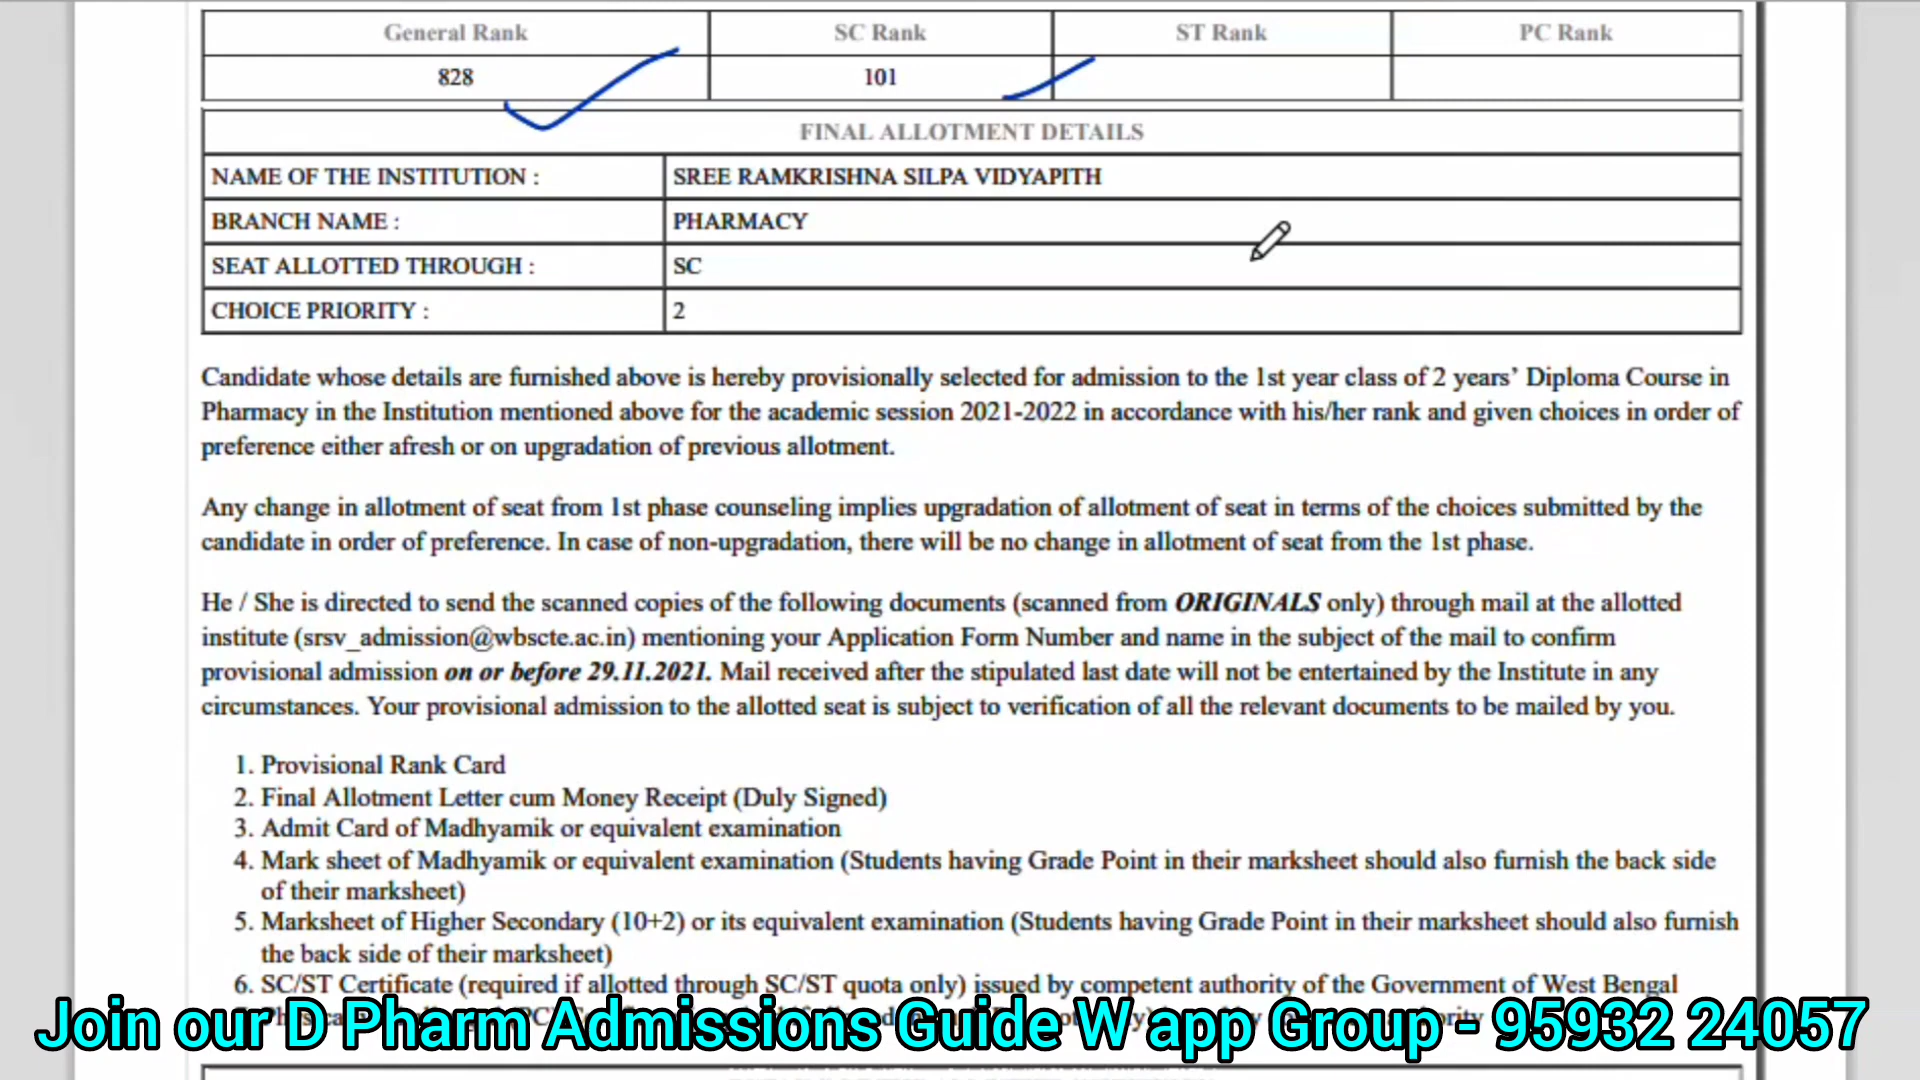 General Rank SC Rank ST Rank PC Rank
828 101
FINAL ALLOTMENT DETAILS
NAME OF THE INSTITUTION : SREE RAMKRISHNA SILPA VIDYAPITH
BRANCH NAME : PHARMACY
SEAT ALLOTTED THROUGH : SC
CHOICE PRIORITY : 2
Candidate whose details are furnished above is hereby provisionally selected for admission to the 1st year class of 2 years’ Diploma Course in
Pharmacy in the Institution mentioned above for the academic session 2021-2022 in accordance with his/her rank and given choices in order of
preference either afresh or on upgradation of previous allotment.
Any change in allotment of seat from 1st phase counseling implies upgradation of allotment of seat in terms of the choices submitted by the
candidate in order of preference. In case of non-upgradation, there will be no change in allotment of seat from the 1st phase.
He / She is directed to send the scanned copies of the following documents (scanned from ORIGINALS only) through mail at the allotted
institute (srsv_admission@wbscte.ac.in) mentioning your Application Form Number and name in the subject of the mail to confirm
provisional admission on or before 29.11.2021. Mail received after the stipulated last date will not be entertained by the Institute in any
circumstances. Your provisional admission to the allotted seat is subject to verification of all the relevant documents to be mailed by you.
1. Provisional Rank Card
2. Final Allotment Letter cum Money Receipt (Duly Signed)
3. Admit Card of Madhyamik or equivalent examination
4. Mark sheet of Madhyamik or equivalent examination (Students having Grade Point in their marksheet should also furnish the back side
of their marksheet)
5. Marksheet of Higher Secondary (10+2) or its equivalent examination (Students having Grade Point in their marksheet should also furnish
the back side of their marksheet)
6. SC/ST Certificate (required if allotted through SC/ST quota only) issued by competent authority of the Government of West Bengal
Join our D Pharm Admissions Guide W app Group - 95932 24057